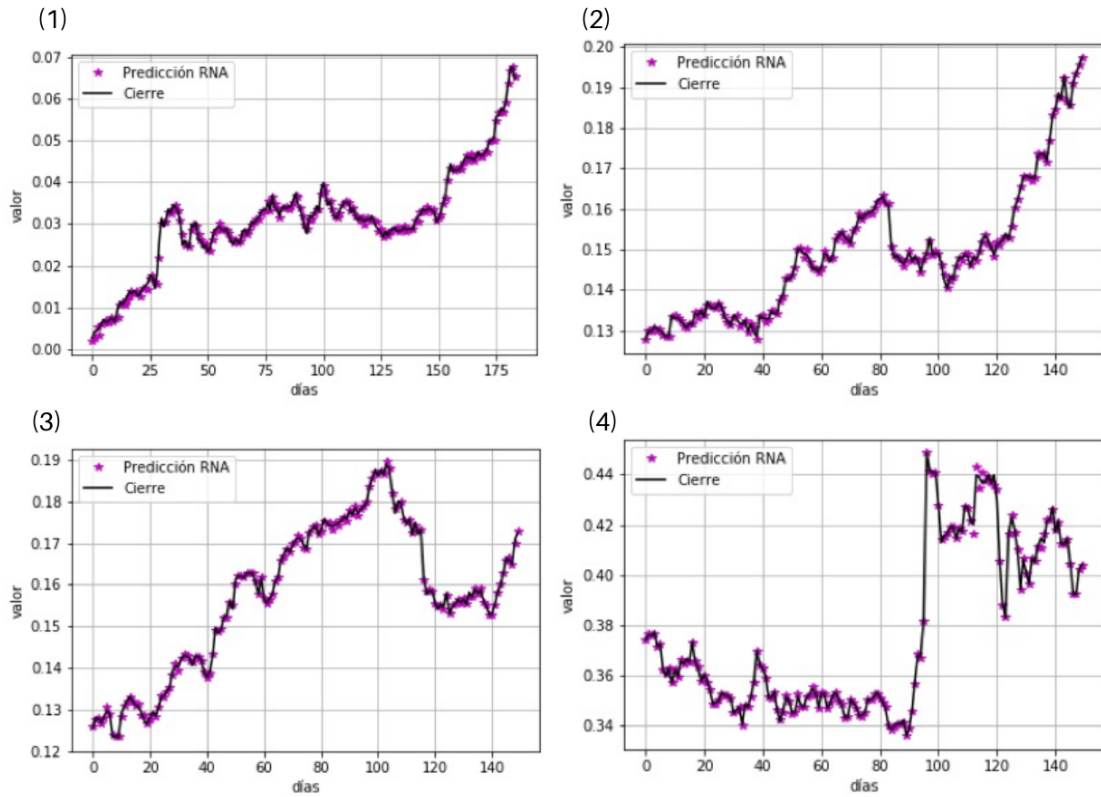 (1)
0.07
0.06
0.05
0.04
0.03
0.02
0.01
0.00
valor
Predicción RNA
Cierre
0 25 50 75 100 125 150 175
días
(2)
0.20
0.19
0.18
0.17
0.16
0.15
0.14
0.13
valor
Predicción RNA
Cierre
0 20 40 60 80 100 120 140
días
(3)
0.19
0.18
0.17
0.16
0.15
0.14
0.13
0.12
valor
Predicción RNA
Cierre
0 20 40 60 80 100 120 140
días
(4)
0.44
0.42
0.40
0.38
0.36
0.34
valor
Predicción RNA
Cierre
0 20 40 60 80 100 120 140
días